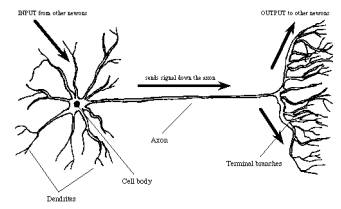 INPUT from other neurons
OUTPUT to other neurons
sends signal down the axon
Axon
Cell body
Terminal branches
Dendrites